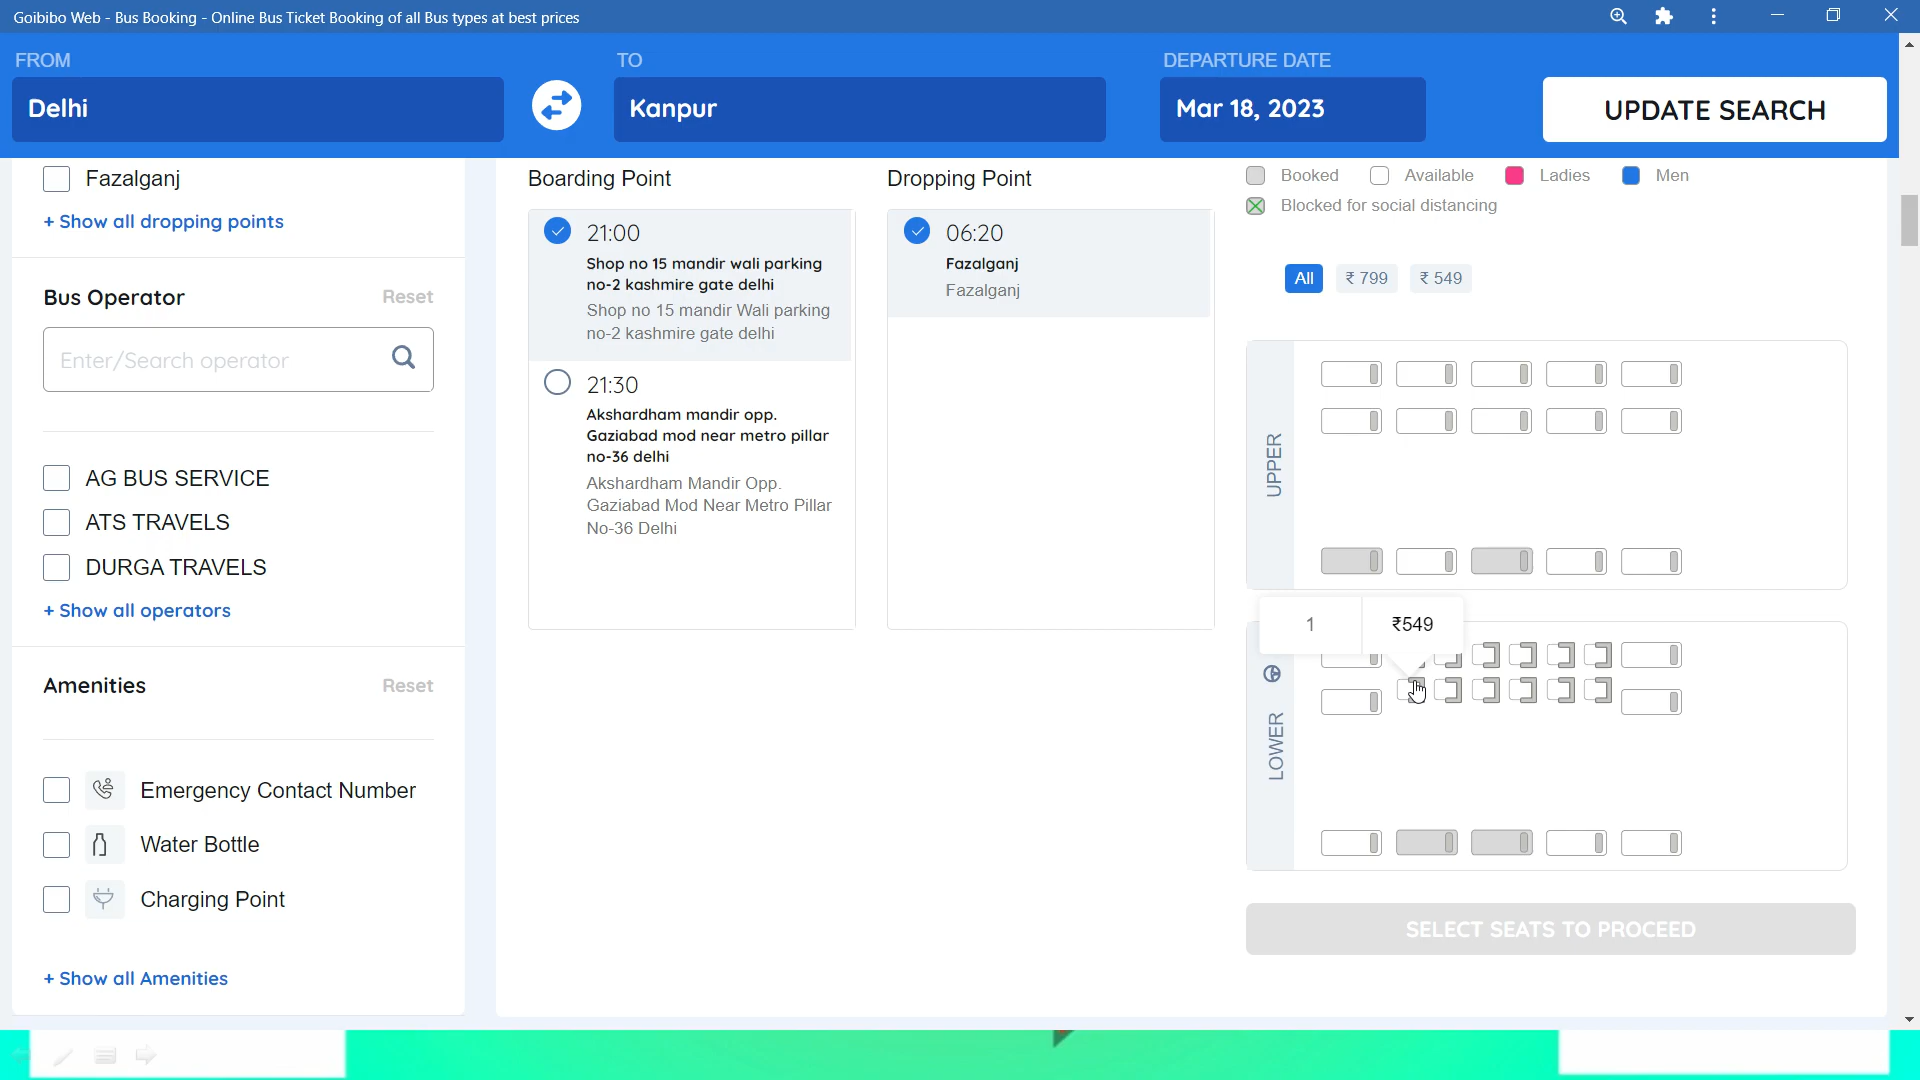 Goibibo Web - Bus Booking - Online Bus Ticket Booking of all Bus types at best prices
FROM
Delhi
TO
Kanpur
DEPARTURE DATE
Mar 18, 2023
UPDATE SEARCH
Fazalganj
+ Show all dropping points
Bus Operator
Reset
Enter/Search operator
AG BUS SERVICE
ATS TRAVELS
DURGA TRAVELS
+ Show all operators
Amenities
Reset
Emergency Contact Number
Water Bottle
Charging Point
+ Show all Amenities
Boarding Point
21:00
Shop no 15 mandir wali parking
no-2 kashmire gate delhi
Shop no 15 mandir Wali parking
no-2 kashmire gate delhi
21:30
Akshardham mandir opp.
Gaziabad mod near metro pillar
no-36 delhi
Akshardham Mandir Opp.
Gaziabad Mod Near Metro Pillar
No-36 Delhi
Dropping Point
06:20
Fazalganj
Fazalganj
Booked
Available
Ladies
Men
Blocked for social distancing
All
₹ 799
₹ 549
UPPER
1
₹549
LOWER
SELECT SEATS TO PROCEED